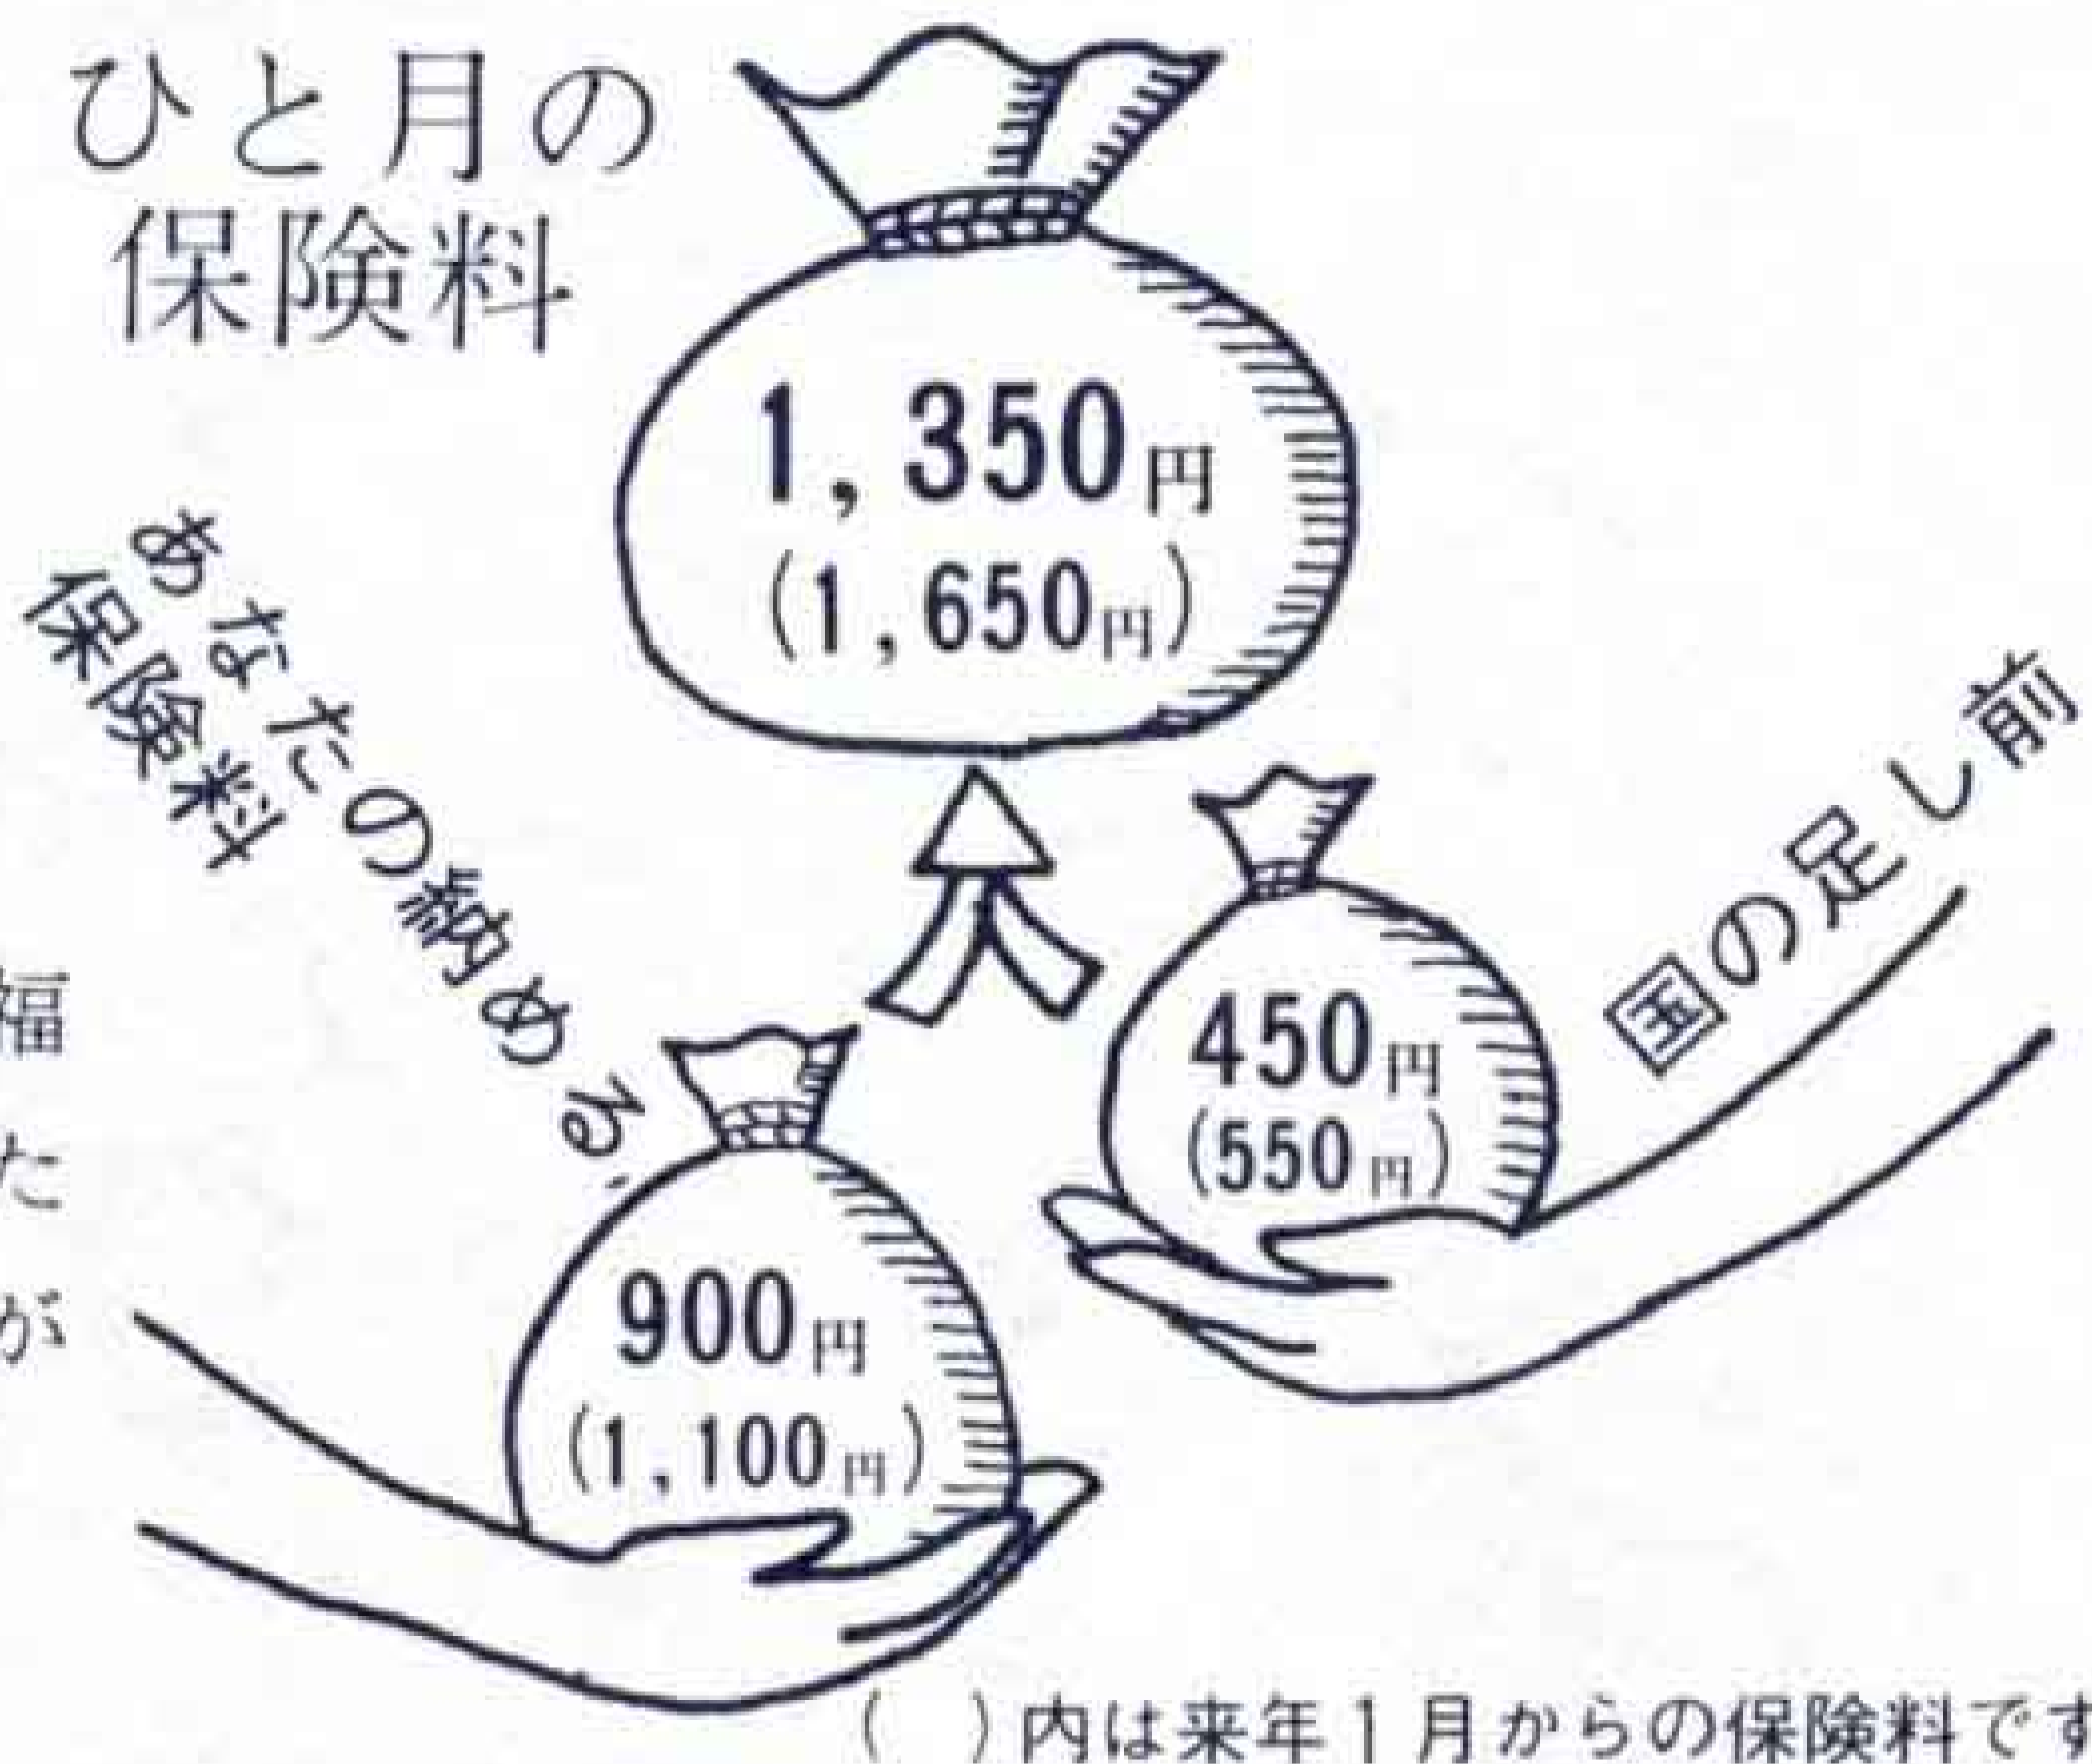 ひと月の
保険料
1,350円
(1,650円)
あなたの納める
保険料
国の足し前
450円
(550円)
900円
(1,100円)
福
た
が
( )内は来年1月からの保険料です